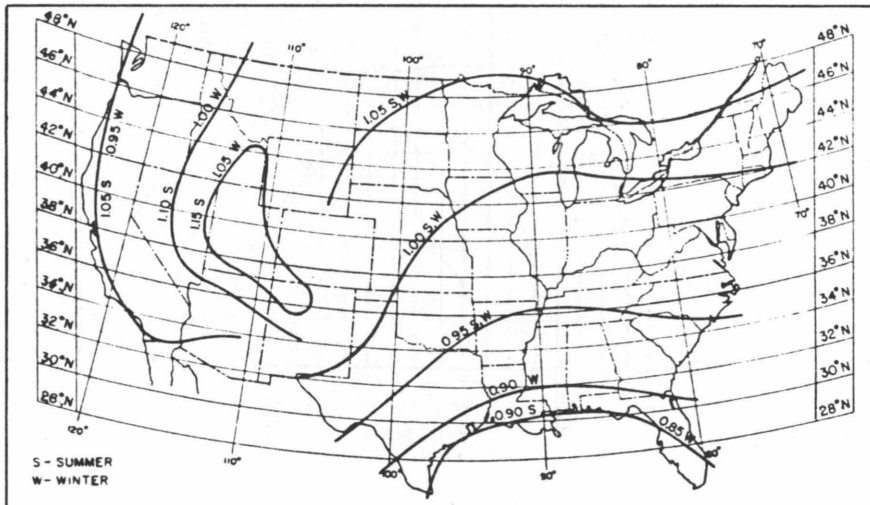 120°
110°
100°
90°
80°
70°
48°N
46°N
44°N
42°N
40°N
38°N
36°N
34°N
32°N
30°N
28°N
48°N
46°N
44°N
42°N
40°N
38°N
36°N
34°N
32°N
30°N
28°N
0.95 W
1.05 S
1.00 W
1.10 S
1.05 W
1.15 S
1.05 S,W
1.00 S,W
0.95 S,W
0.90 W
0.90 S
0.85 W
70°
120°
110°
100°
90°
80°
S - SUMMER
W - WINTER